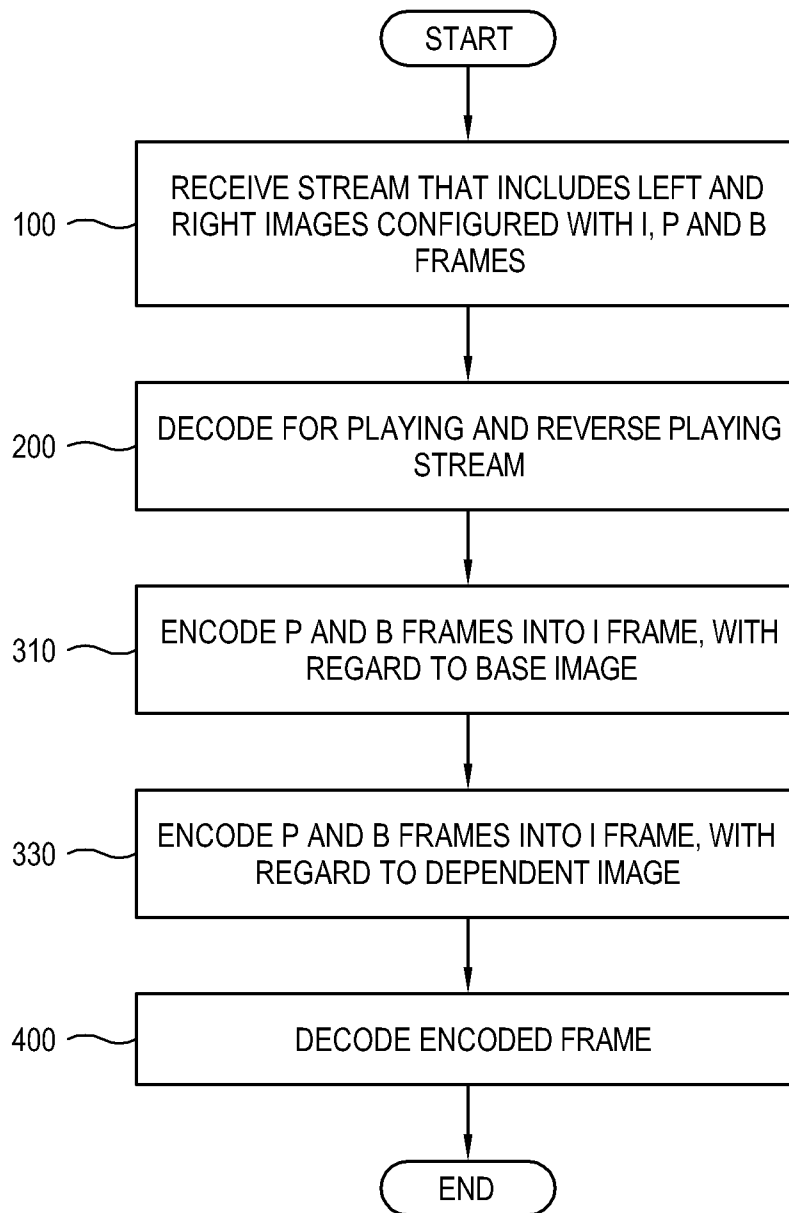 START
100
RECEIVE STREAM THAT INCLUDES LEFT AND
RIGHT IMAGES CONFIGURED WITH I, P AND B
FRAMES
200
DECODE FOR PLAYING AND REVERSE PLAYING
STREAM
310
ENCODE P AND B FRAMES INTO I FRAME, WITH
REGARD TO BASE IMAGE
330
ENCODE P AND B FRAMES INTO I FRAME, WITH
REGARD TO DEPENDENT IMAGE
400
DECODE ENCODED FRAME
END